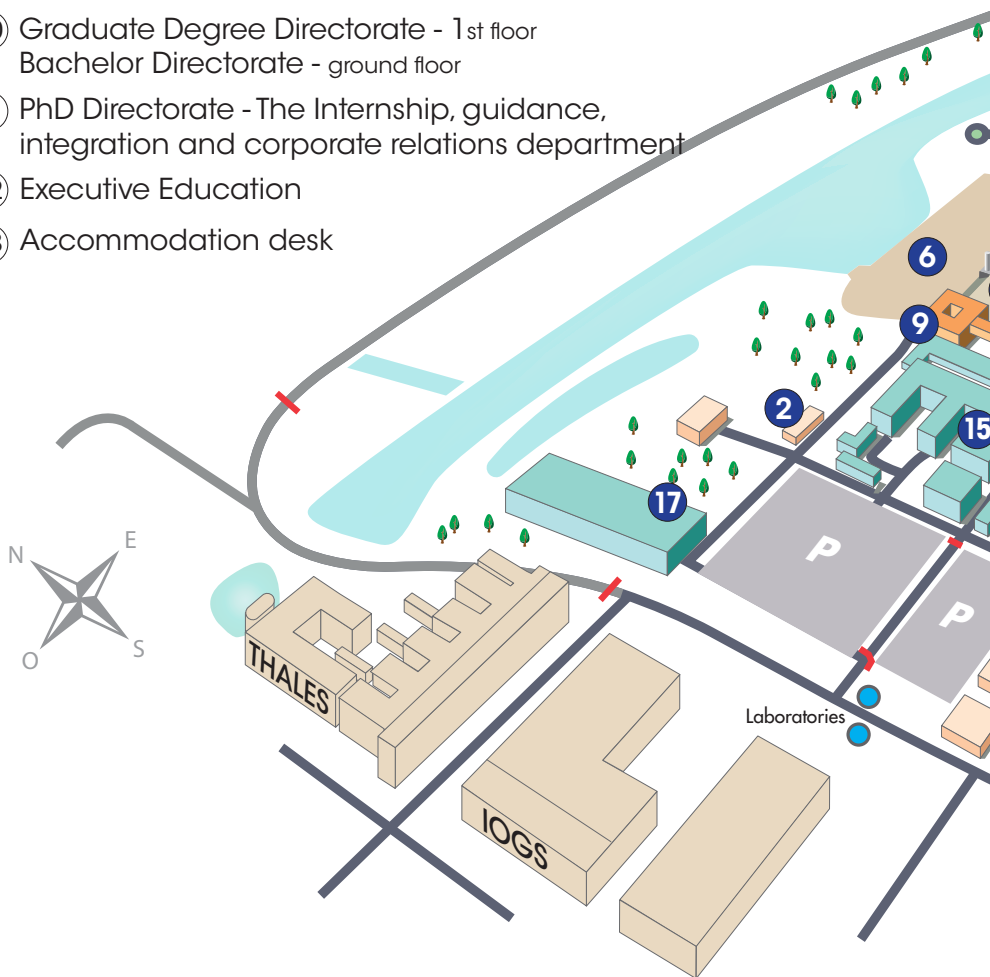 Graduate Degree Directorate - 1st floor
Bachelor Directorate - ground floor
PhD Directorate - The Internship, guidance,
integration and corporate relations department
Executive Education
Accommodation desk
6
9
2
15
17
P
P
N
E
O
S
THALES
Laboratories
IOGS